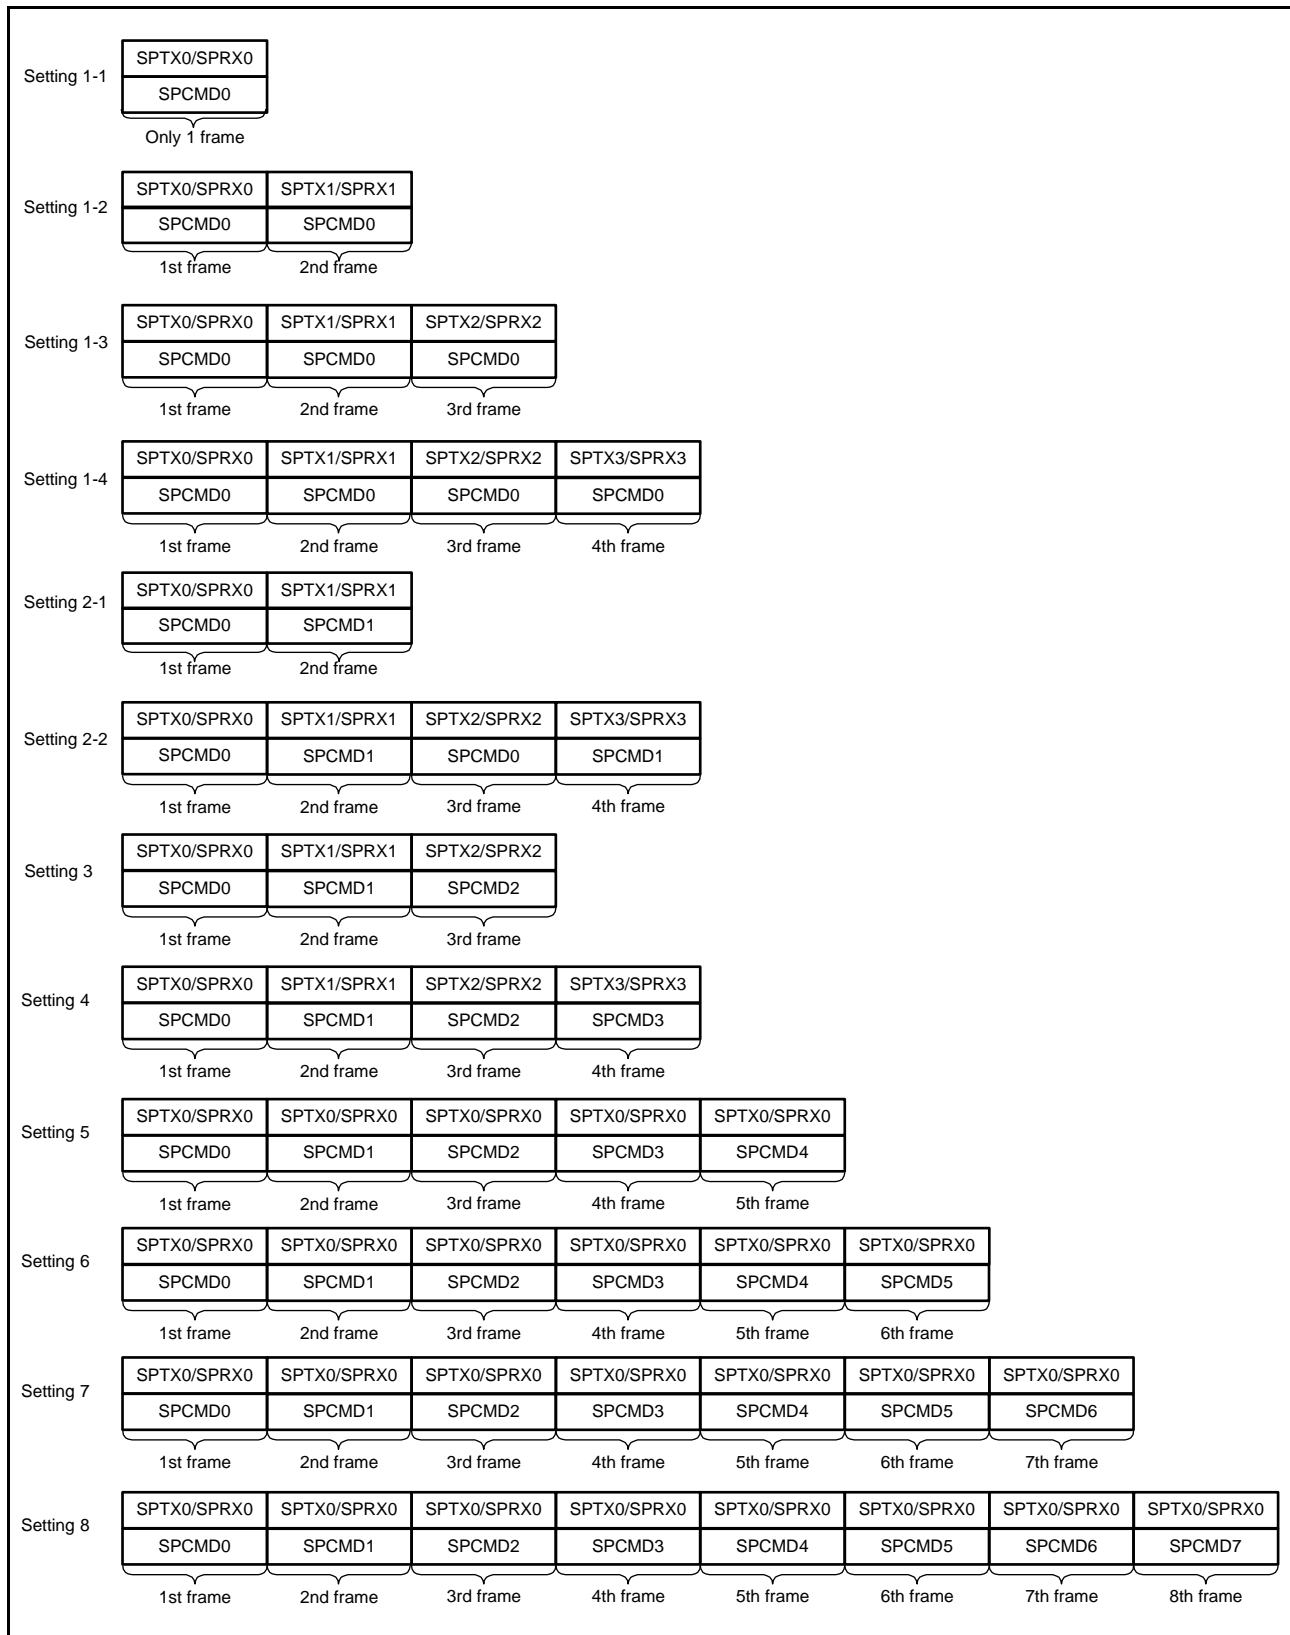 SPTX0/SPRX0
Setting 1-1
SPCMD0
Only 1 frame
SPTX0/SPRX0 SPTX1/SPRX1
Setting 1-2
SPCMD0 SPCMD0
1st frame 2nd frame
SPTX0/SPRX0 SPTX1/SPRX1 SPTX2/SPRX2
Setting 1-3
SPCMD0 SPCMD0 SPCMD0
1st frame 2nd frame 3rd frame
SPTX0/SPRX0 SPTX1/SPRX1 SPTX2/SPRX2 SPTX3/SPRX3
Setting 1-4
SPCMD0 SPCMD0 SPCMD0 SPCMD0
1st frame 2nd frame 3rd frame 4th frame
SPTX0/SPRX0 SPTX1/SPRX1
Setting 2-1
SPCMD0 SPCMD1
1st frame 2nd frame
SPTX0/SPRX0 SPTX1/SPRX1 SPTX2/SPRX2 SPTX3/SPRX3
Setting 2-2
SPCMD0 SPCMD1 SPCMD0 SPCMD1
1st frame 2nd frame 3rd frame 4th frame
SPTX0/SPRX0 SPTX1/SPRX1 SPTX2/SPRX2
Setting 3
SPCMD0 SPCMD1 SPCMD2
1st frame 2nd frame 3rd frame
SPTX0/SPRX0 SPTX1/SPRX1 SPTX2/SPRX2 SPTX3/SPRX3
Setting 4
SPCMD0 SPCMD1 SPCMD2 SPCMD3
1st frame 2nd frame 3rd frame 4th frame
SPTX0/SPRX0 SPTX0/SPRX0 SPTX0/SPRX0 SPTX0/SPRX0 SPTX0/SPRX0
Setting 5
SPCMD0 SPCMD1 SPCMD2 SPCMD3 SPCMD4
1st frame 2nd frame 3rd frame 4th frame 5th frame
SPTX0/SPRX0 SPTX0/SPRX0 SPTX0/SPRX0 SPTX0/SPRX0 SPTX0/SPRX0 SPTX0/SPRX0
Setting 6
SPCMD0 SPCMD1 SPCMD2 SPCMD3 SPCMD4 SPCMD5
1st frame 2nd frame 3rd frame 4th frame 5th frame 6th frame
SPTX0/SPRX0 SPTX0/SPRX0 SPTX0/SPRX0 SPTX0/SPRX0 SPTX0/SPRX0 SPTX0/SPRX0 SPTX0/SPRX0
Setting 7
SPCMD0 SPCMD1 SPCMD2 SPCMD3 SPCMD4 SPCMD5 SPCMD6
1st frame 2nd frame 3rd frame 4th frame 5th frame 6th frame 7th frame
SPTX0/SPRX0 SPTX0/SPRX0 SPTX0/SPRX0 SPTX0/SPRX0 SPTX0/SPRX0 SPTX0/SPRX0 SPTX0/SPRX0 SPTX0/SPRX0
Setting 8
SPCMD0 SPCMD1 SPCMD2 SPCMD3 SPCMD4 SPCMD5 SPCMD6 SPCMD7
1st frame 2nd frame 3rd frame 4th frame 5th frame 6th frame 7th frame 8th frame